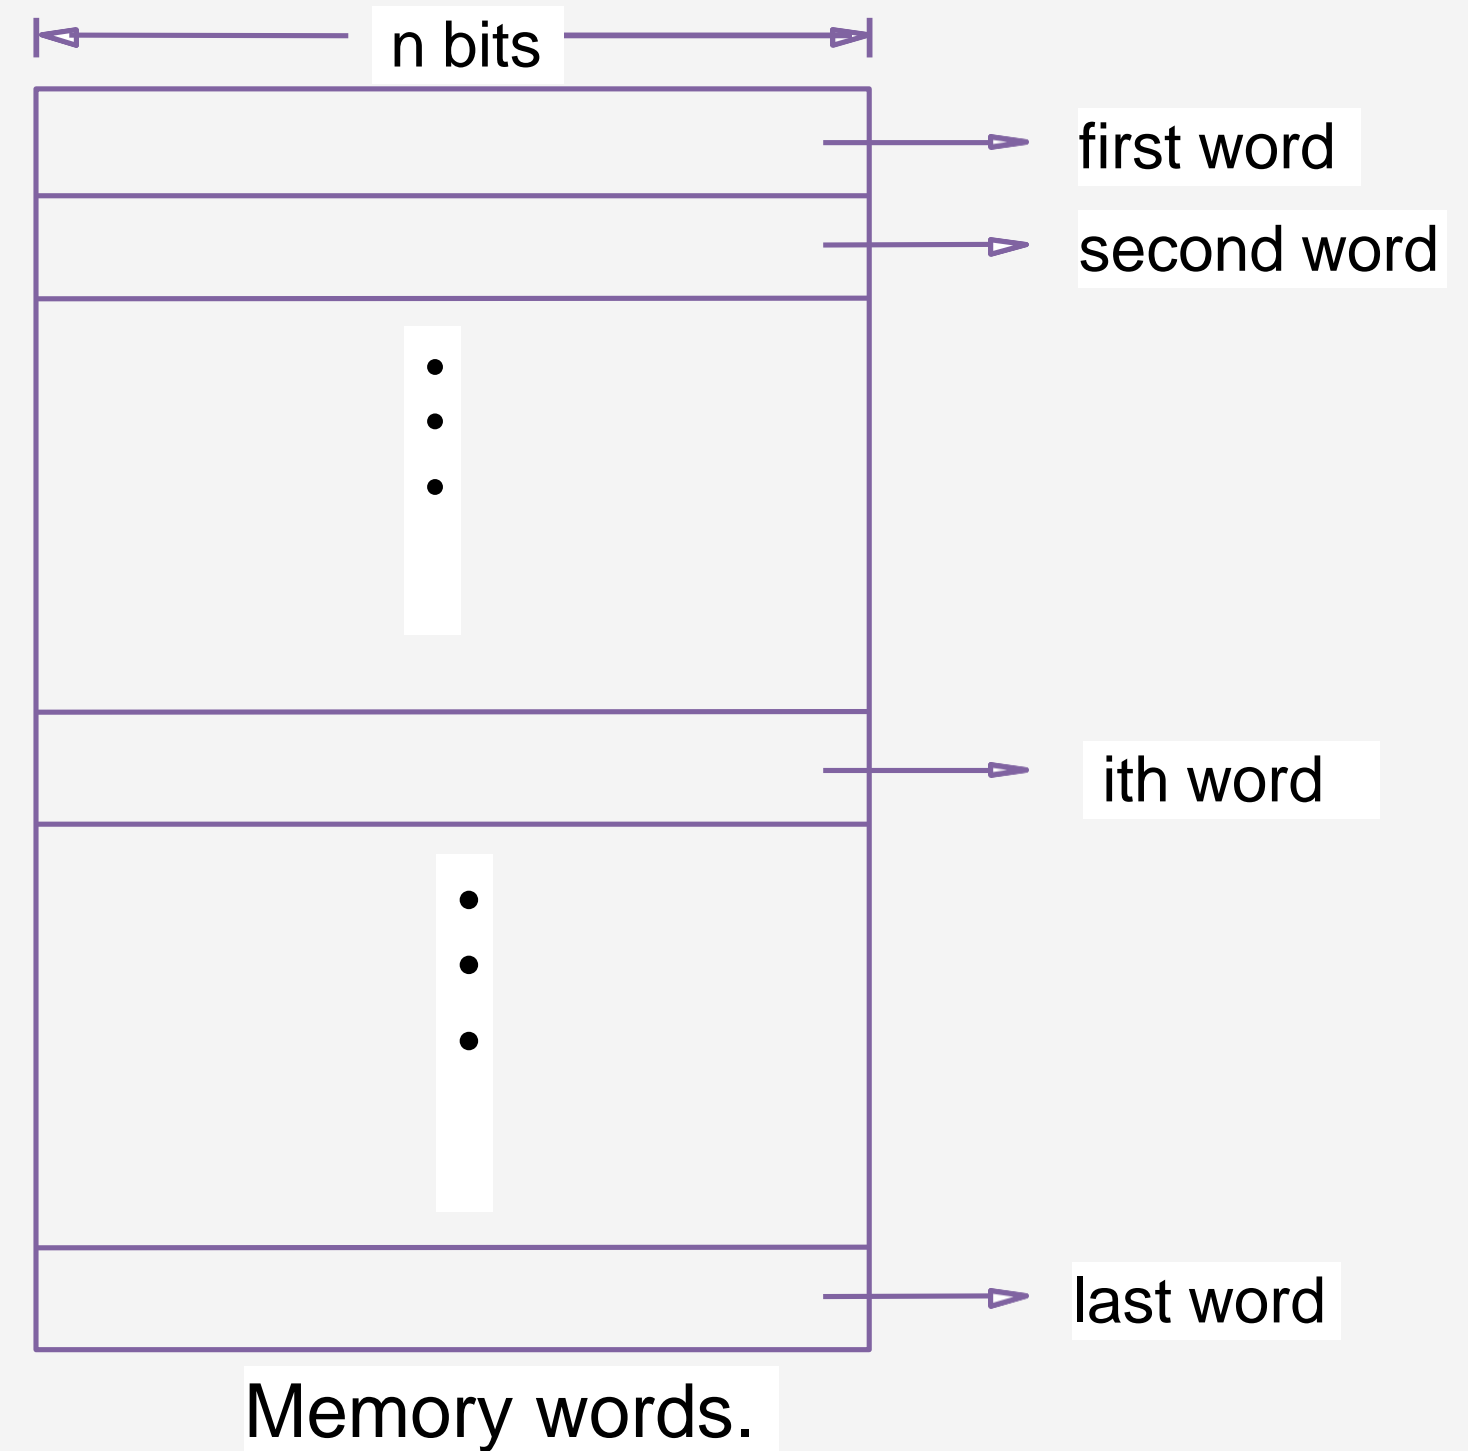 n bits
first word
second word
•
•
•
ith word
•
•
•
last word
Memory words.